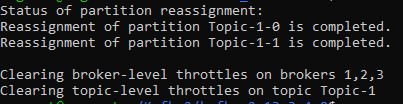 Status of partition reassignment:
Reassignment of partition Topic-1-0 is completed.
Reassignment of partition Topic-1-1 is completed.
Clearing broker-level throttles on brokers 1,2,3
Clearing topic-level throttles on topic Topic-1